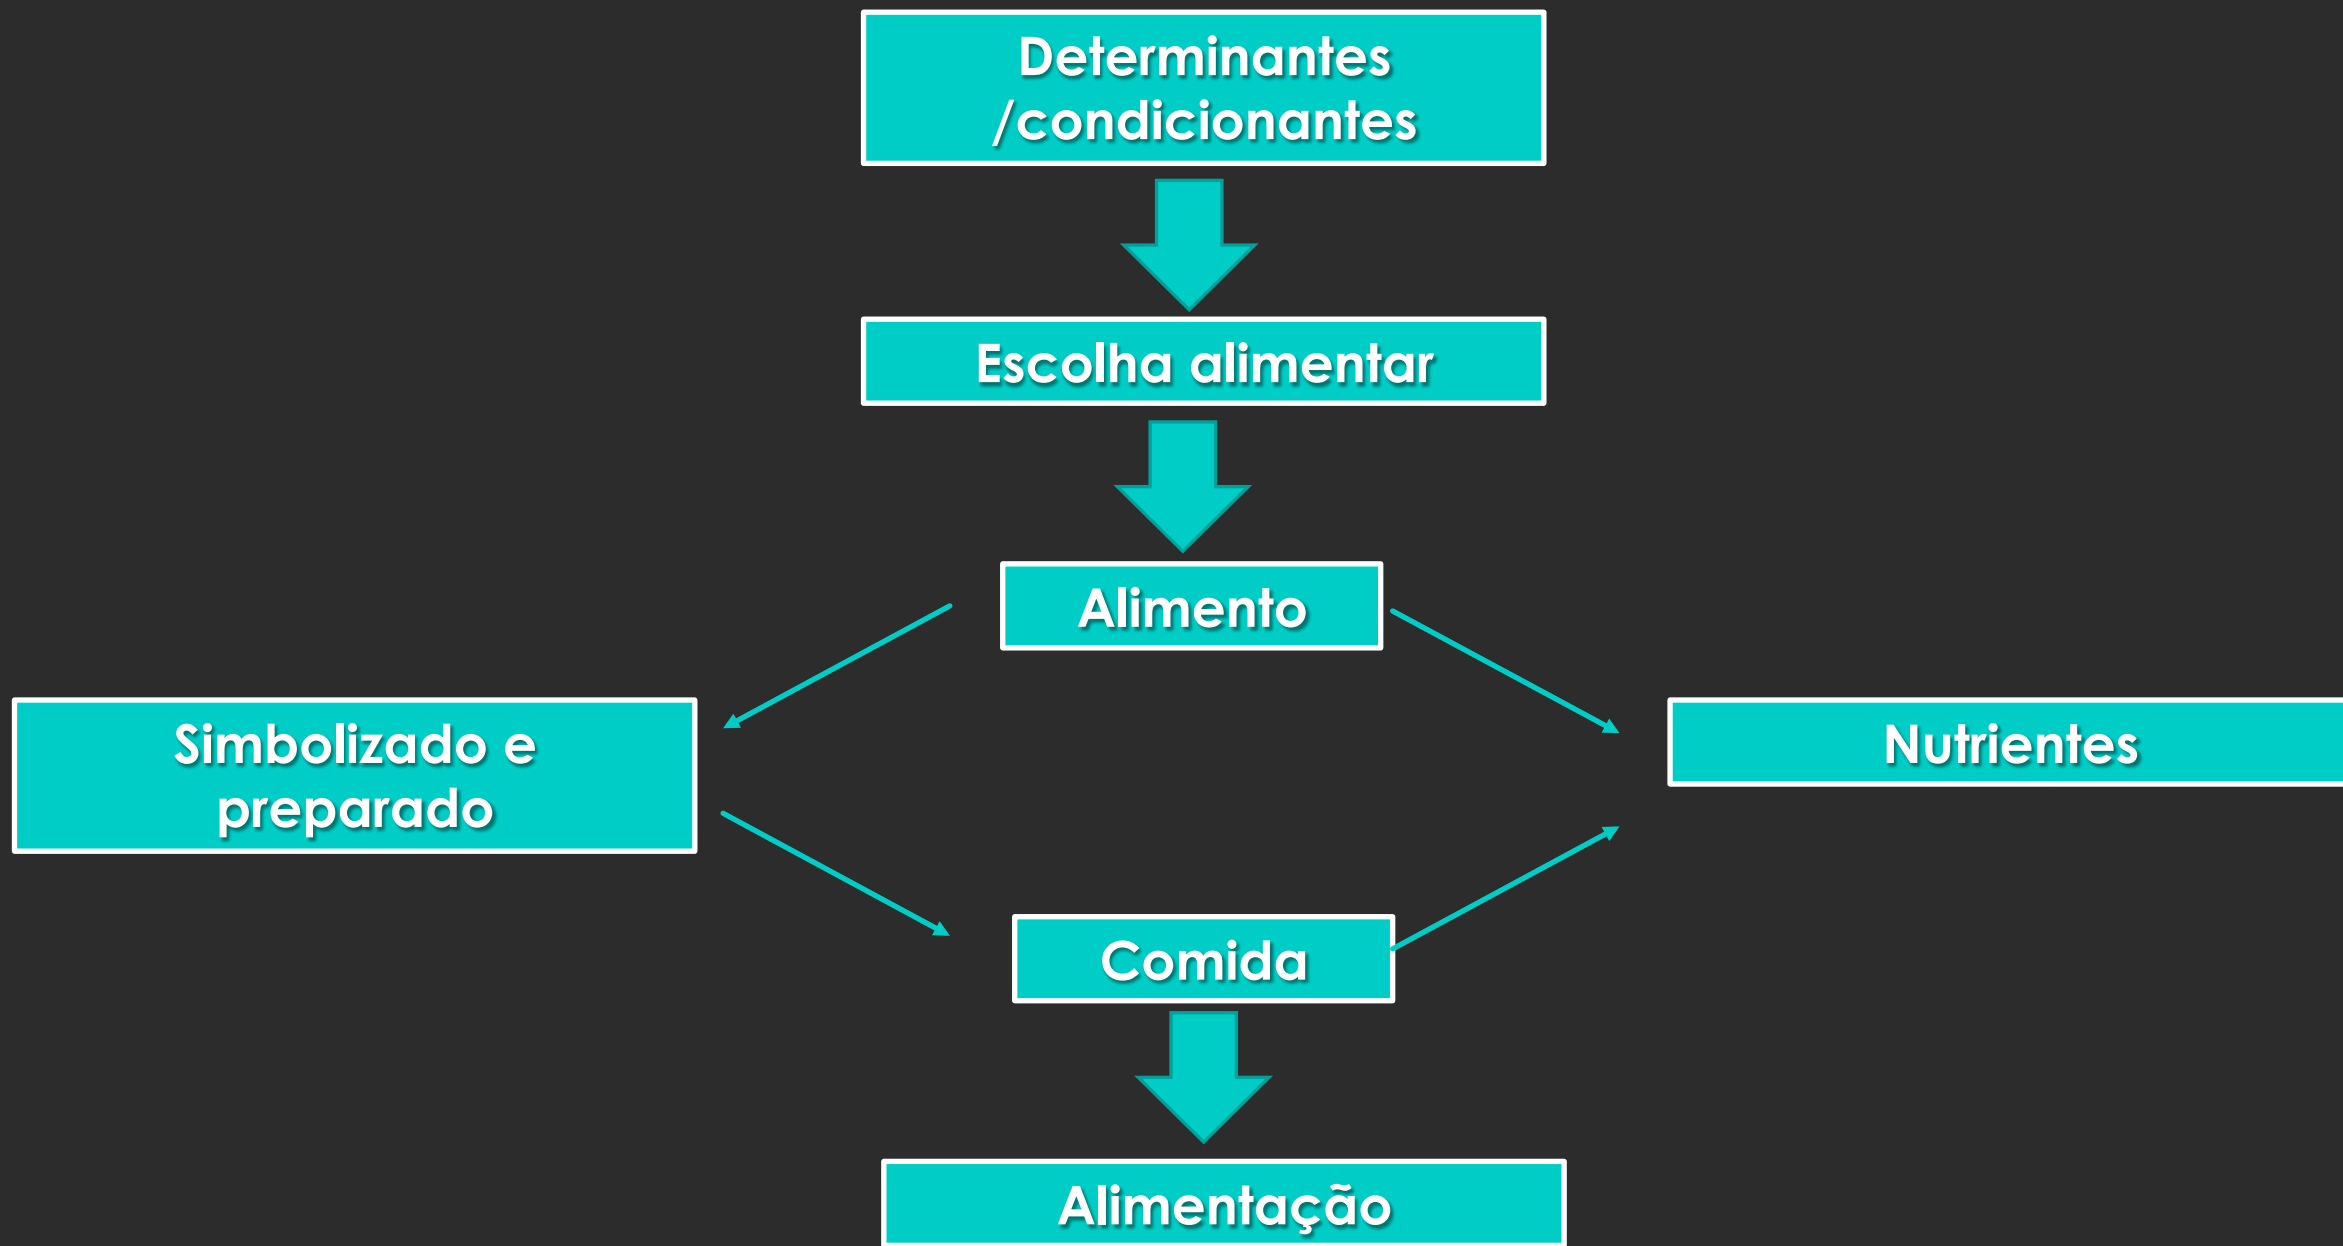 Determinantes
/condicionantes
Escolha alimentar
Alimento
Simbolizado e
preparado
Nutrientes
Comida
Alimentação